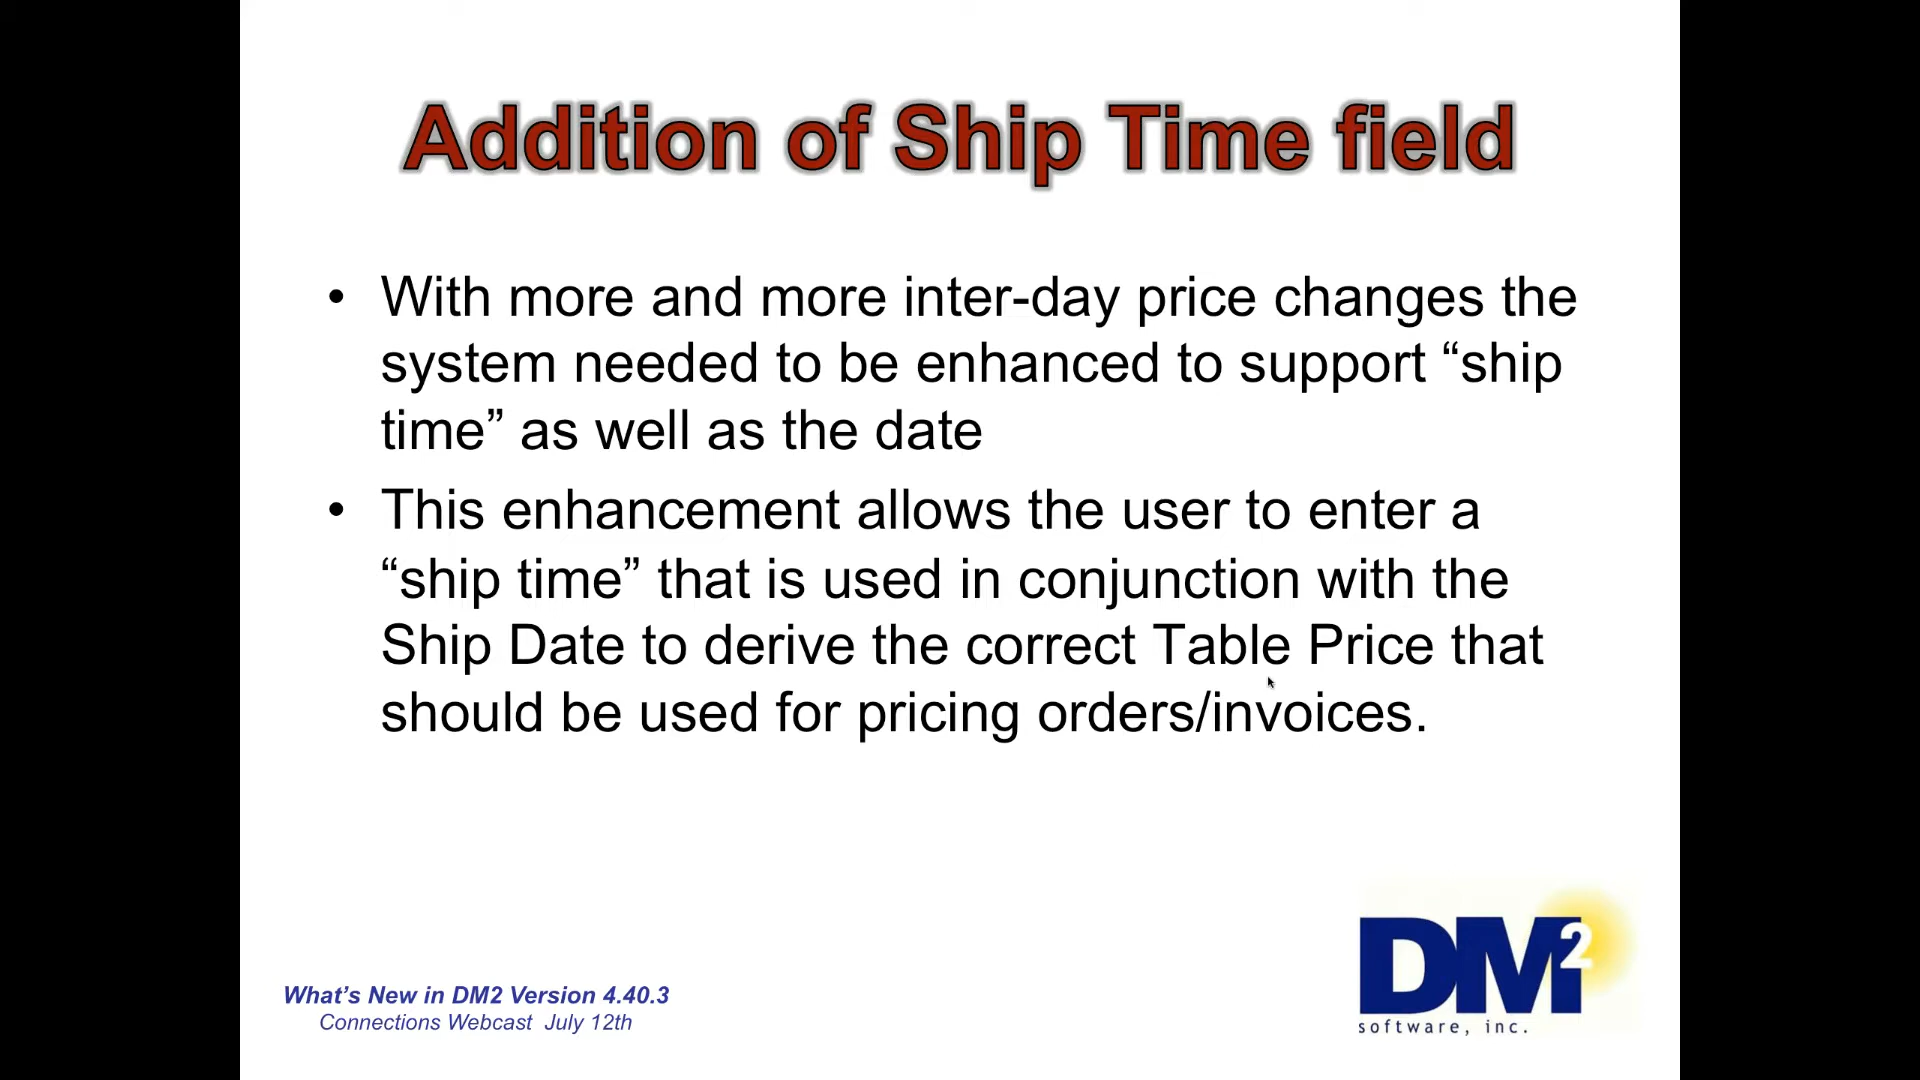 Addition of Ship Time field
• With more and more inter-day price changes the
system needed to be enhanced to support “ship
time” as well as the date
• This enhancement allows the user to enter a
“ship time” that is used in conjunction with the
Ship Date to derive the correct Table Price that
should be used for pricing orders/invoices.
What’s New in DM2 Version 4.40.3
Connections Webcast July 12th
DM2
software, inc.